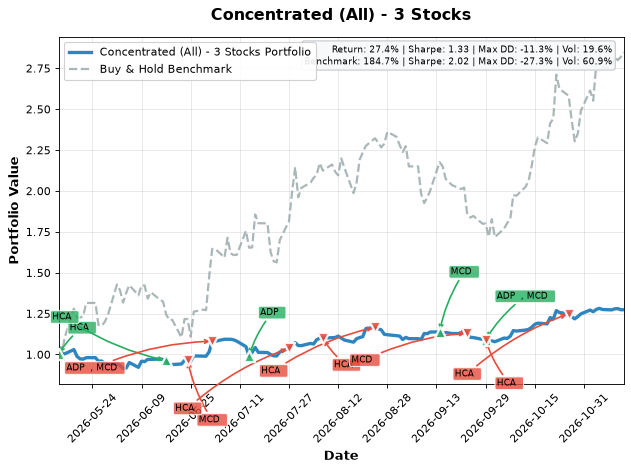 Concentrated (All) - 3 Stocks
Concentrated (All) - 3 Stocks Portfolio
Buy & Hold Benchmark
Return: 27.4% | Sharpe: 1.33 | Max DD: -11.3% | Vol: 19.6%
Benchmark: 184.7% | Sharpe: 2.02 | Max DD: -27.3% | Vol: 60.9%
Portfolio Value
2.75
2.50
2.25
2.00
1.75
1.50
1.25
1.00
HCA
HCA
ADP , MCD
HCA
MCD
ADP
HCA
HCA
MCD
MCD
HCA
ADP , MCD
HCA
2026-05-24
2026-06-09
2026-06-25
2026-07-11
2026-07-27
2026-08-12
2026-08-28
2026-09-13
2026-09-29
2026-10-15
2026-10-31
Date